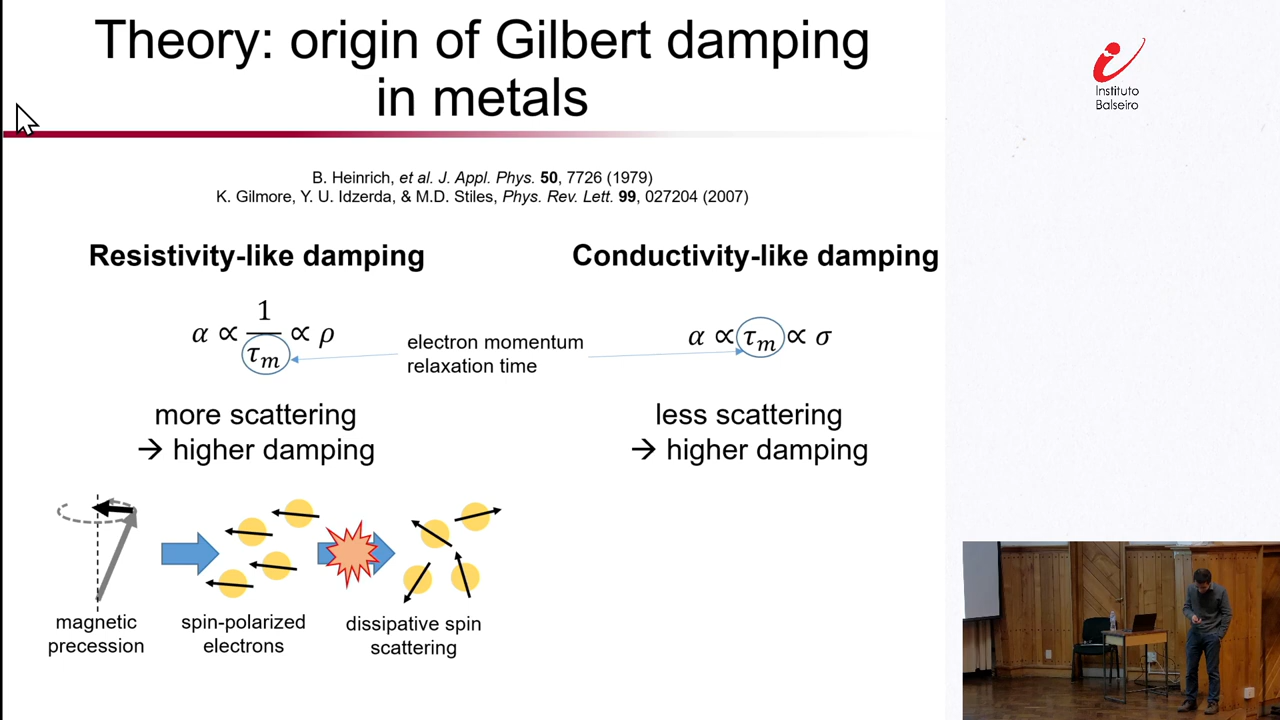 Theory: origin of Gilbert damping
in metals
Instituto
Balseiro
B. Heinrich, et al. J. Appl. Phys. 50, 7726 (1979)
K. Gilmore, Y. U. Idzerda, & M.D. Stiles, Phys. Rev. Lett. 99, 027204 (2007)
Resistivity-like damping
α ∝ 1/τₘ ∝ ρ
more scattering
→ higher damping
electron momentum
relaxation time
Conductivity-like damping
α ∝ τₘ ∝ σ
less scattering
→ higher damping
magnetic
precession
spin-polarized
electrons
dissipative spin
scattering